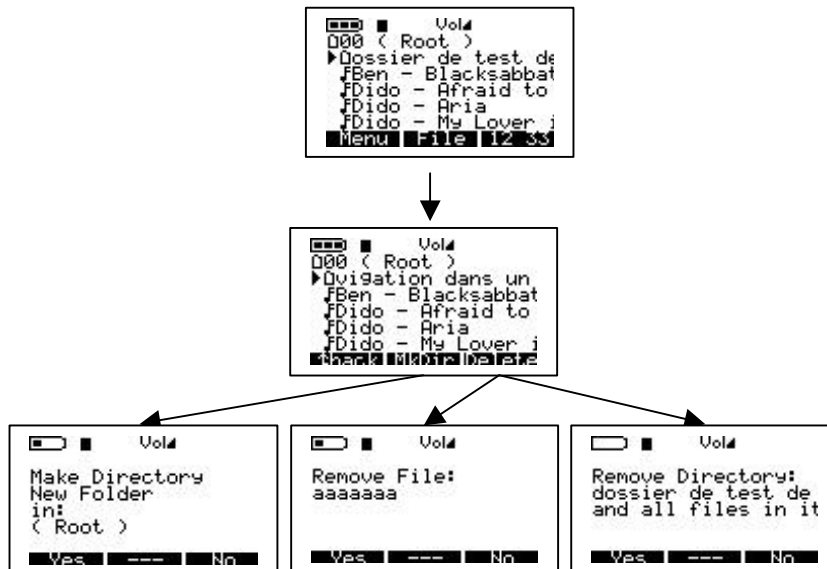 Vol
00 ( Root )
Dossier de test de
Ben - Blacksabbat
Dido - Afraid to
Dido - Aria
Dido - My Lover i
Menu File 12 33
Vol
00 ( Root )
vigation dans un
Ben - Blacksabbat
Dido - Afraid to
Dido - Aria
Dido - My Lover i
MkDir Delete
Vol
Make Directory
New Folder
in:
( Root )
Yes --- No
Vol
Remove File:
aaaaaaa
Yes --- No
Vol
Remove Directory:
dossier de test de
and all files in it
Yes --- No